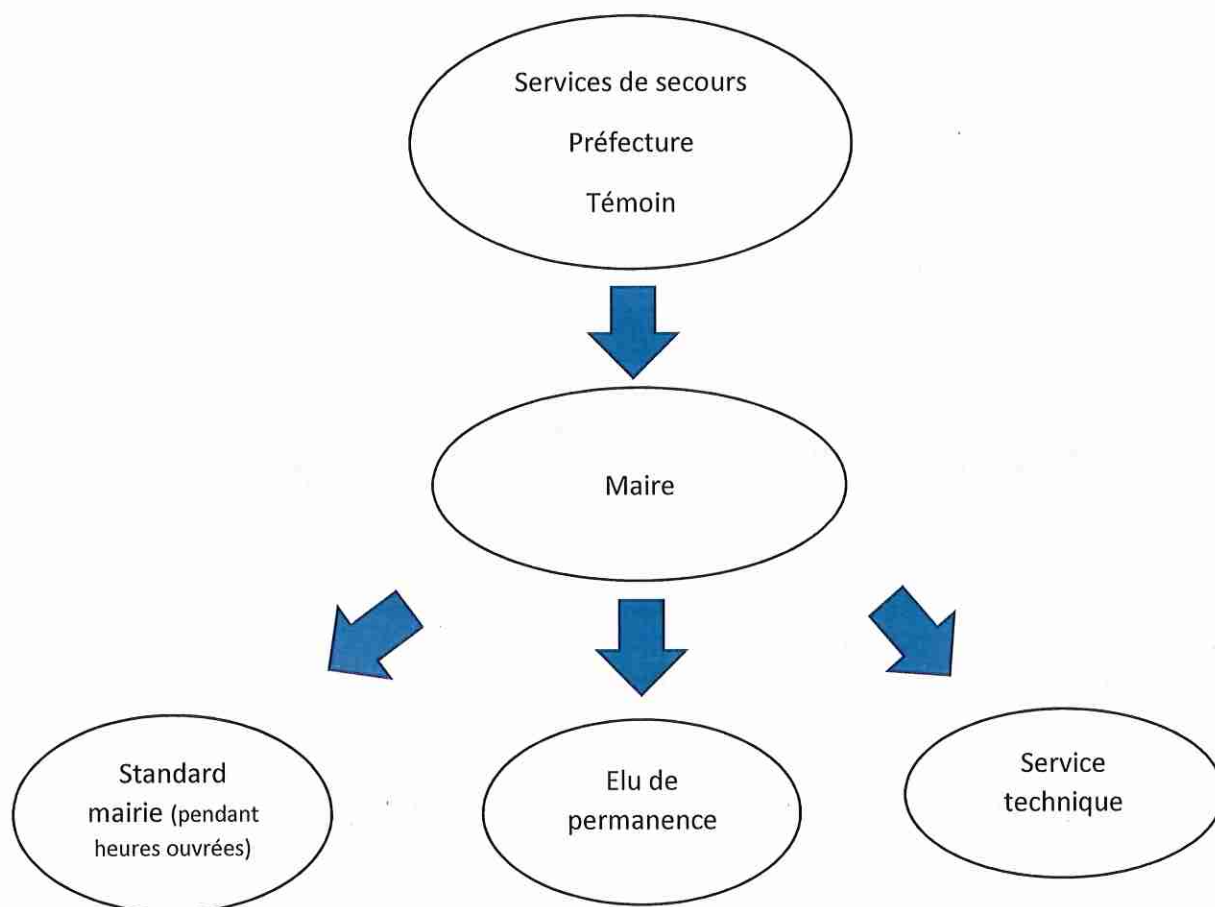 Services de secours
Préfecture
Témoin
Maire
Standard
mairie (pendant
heures ouvrées)
Elu de
permanence
Service
technique